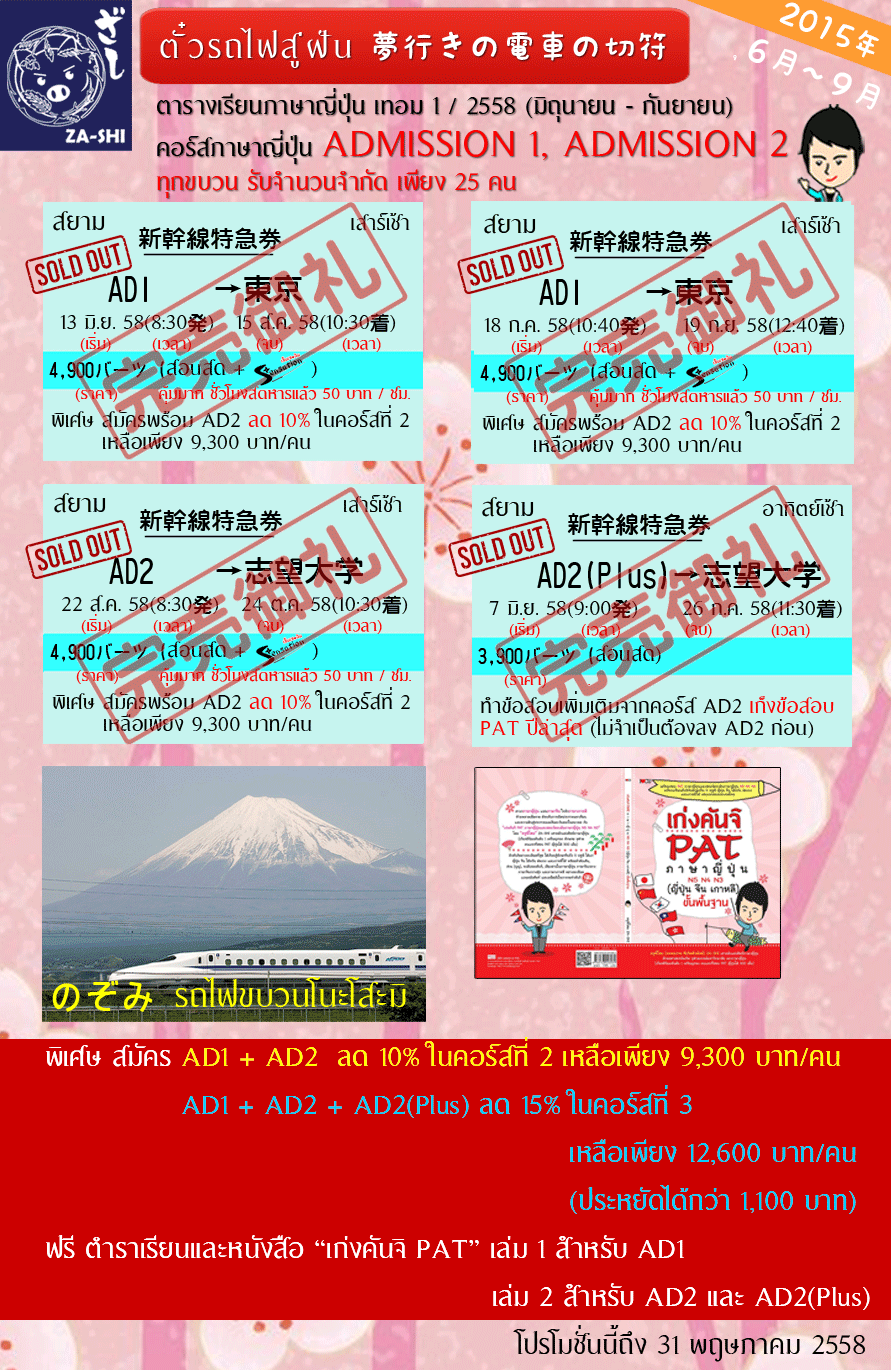 ざし
ZA-SHI
ตั๋วรถไฟสู่ฝัน 夢行きの電車の切符
2015年
6月～9月
ตารางเรียนภาษาญี่ปุ่น เทอม 1 / 2558 (มิถุนายน - กันยายน)
คอร์สภาษาญี่ปุ่น ADMISSION 1, ADMISSION 2
ทุกขบวน รับจำนวนจำกัด เพียง 25 คน
สยาม เสาร์เช้า
新幹線特急券
SOLD OUT
AD1 →東京
13 มิ.ย. 58(8:30発) 15 ส.ค. 58(10:30着)
(เริ่ม) (เวลา) (จบ) (เวลา)
4,900バーツ (สอนสด + Sensation )
(ราคา) คุ้มมาก ชั่วโมงสดหารแล้ว 50 บาท / ชม.
พิเศษ สมัครพร้อม AD2 ลด 10% ในคอร์สที่ 2
เหลือเพียง 9,300 บาท/คน
完売御礼
สยาม เสาร์เช้า
新幹線特急券
SOLD OUT
AD1 →東京
18 ก.ค. 58(10:40発) 19 ก.ย. 58(12:40着)
(เริ่ม) (เวลา) (จบ) (เวลา)
4,900バーツ (สอนสด + Sensation )
(ราคา) คุ้มมาก ชั่วโมงสดหารแล้ว 50 บาท / ชม.
พิเศษ สมัครพร้อม AD2 ลด 10% ในคอร์สที่ 2
เหลือเพียง 9,300 บาท/คน
完売御礼
สยาม เสาร์เช้า
新幹線特急券
SOLD OUT
AD2 →志望大学
22 ส.ค. 58(8:30発) 24 ต.ค. 58(10:30着)
(เริ่ม) (เวลา) (จบ) (เวลา)
4,900バーツ (สอนสด + Sensation )
(ราคา) คุ้มมาก ชั่วโมงสดหารแล้ว 50 บาท / ชม.
พิเศษ สมัครพร้อม AD2 ลด 10% ในคอร์สที่ 2
เหลือเพียง 9,300 บาท/คน
完売御礼
สยาม อาทิตย์เช้า
新幹線特急券
SOLD OUT
AD2(Plus)→志望大学
7 มิ.ย. 58(9:00発) 26 ก.ค. 58(11:30着)
(เริ่ม) (เวลา) (จบ) (เวลา)
3,900バーツ (สอนสด)
(ราคา)
ทำข้อสอบเพิ่มเติมจากคอร์ส AD2 เก็งข้อสอบ
PAT ปีล่าสุด (ไม่จำเป็นต้องลง AD2 ก่อน)
完売御礼
のぞみ รถไฟขบวนโนะโสะมิ
เก่งคันจิ
PAT
ภาษาญี่ปุ่น
N5 N4 N3
(ญี่ปุ่น จีน เกาหลี)
ขั้นพื้นฐาน
พิเศษ สมัคร AD1 + AD2 ลด 10% ในคอร์สที่ 2 เหลือเพียง 9,300 บาท/คน
AD1 + AD2 + AD2(Plus) ลด 15% ในคอร์สที่ 3
เหลือเพียง 12,600 บาท/คน
(ประหยัดได้กว่า 1,100 บาท)
ฟรี ตำราเรียนและหนังสือ “เก่งคันจิ PAT” เล่ม 1 สำหรับ AD1
เล่ม 2 สำหรับ AD2 และ AD2(Plus)
โปรโมชั่นนี้ถึง 31 พฤษภาคม 2558